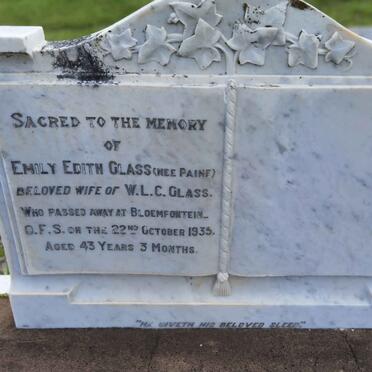 SACRED TO THE MEMORY
OF
EMILY EDITH GLASS (NEE PAINE)
BELOVED WIFE OF W.L.C. GLASS.
WHO PASSED AWAY AT BLOEMFONTEIN.
O.F.S. ON THE 22ND OCTOBER 1935.
AGED 43 YEARS 3 MONTHS.
"HE GIVETH HIS BELOVED SLEEP."